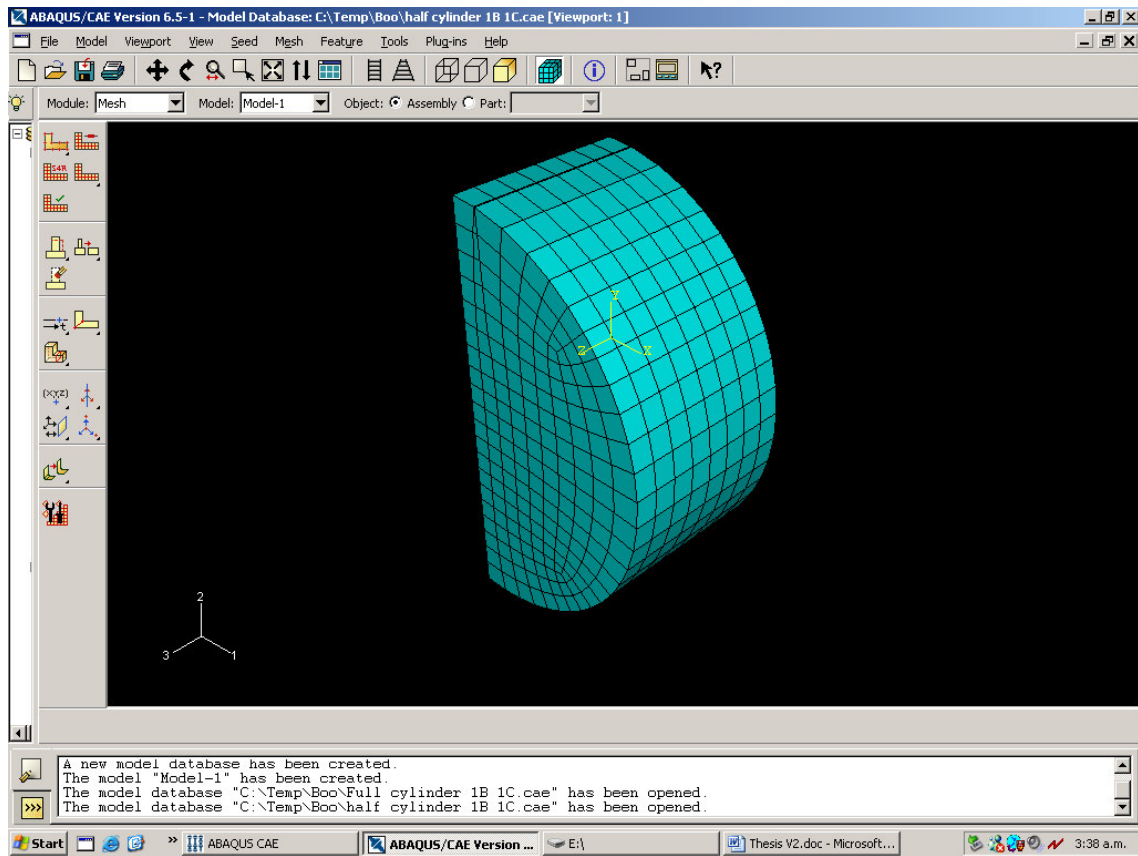 ABAQUS/CAE Version 6.5-1 - Model Database: C:\Temp\Boo\half cylinder 1B 1C.cae [Viewport: 1]
File Model Viewport View Seed Mesh Feature Tools Plug-ins Help
Module: Mesh Model: Model-1 Object: Assembly Part:
S4R
(XYZ)
Y
Z X
2
3 1
A new model database has been created.
The model "Model-1" has been created.
The model database "C:\Temp\Boo\Full cylinder 1B 1C.cae" has been opened.
The model database "C:\Temp\Boo\half cylinder 1B 1C.cae" has been opened.
>>>
Start » ABAQUS CAE ABAQUS/CAE Version ... E:\ Thesis V2.doc - Microsoft... 3:38 a.m.